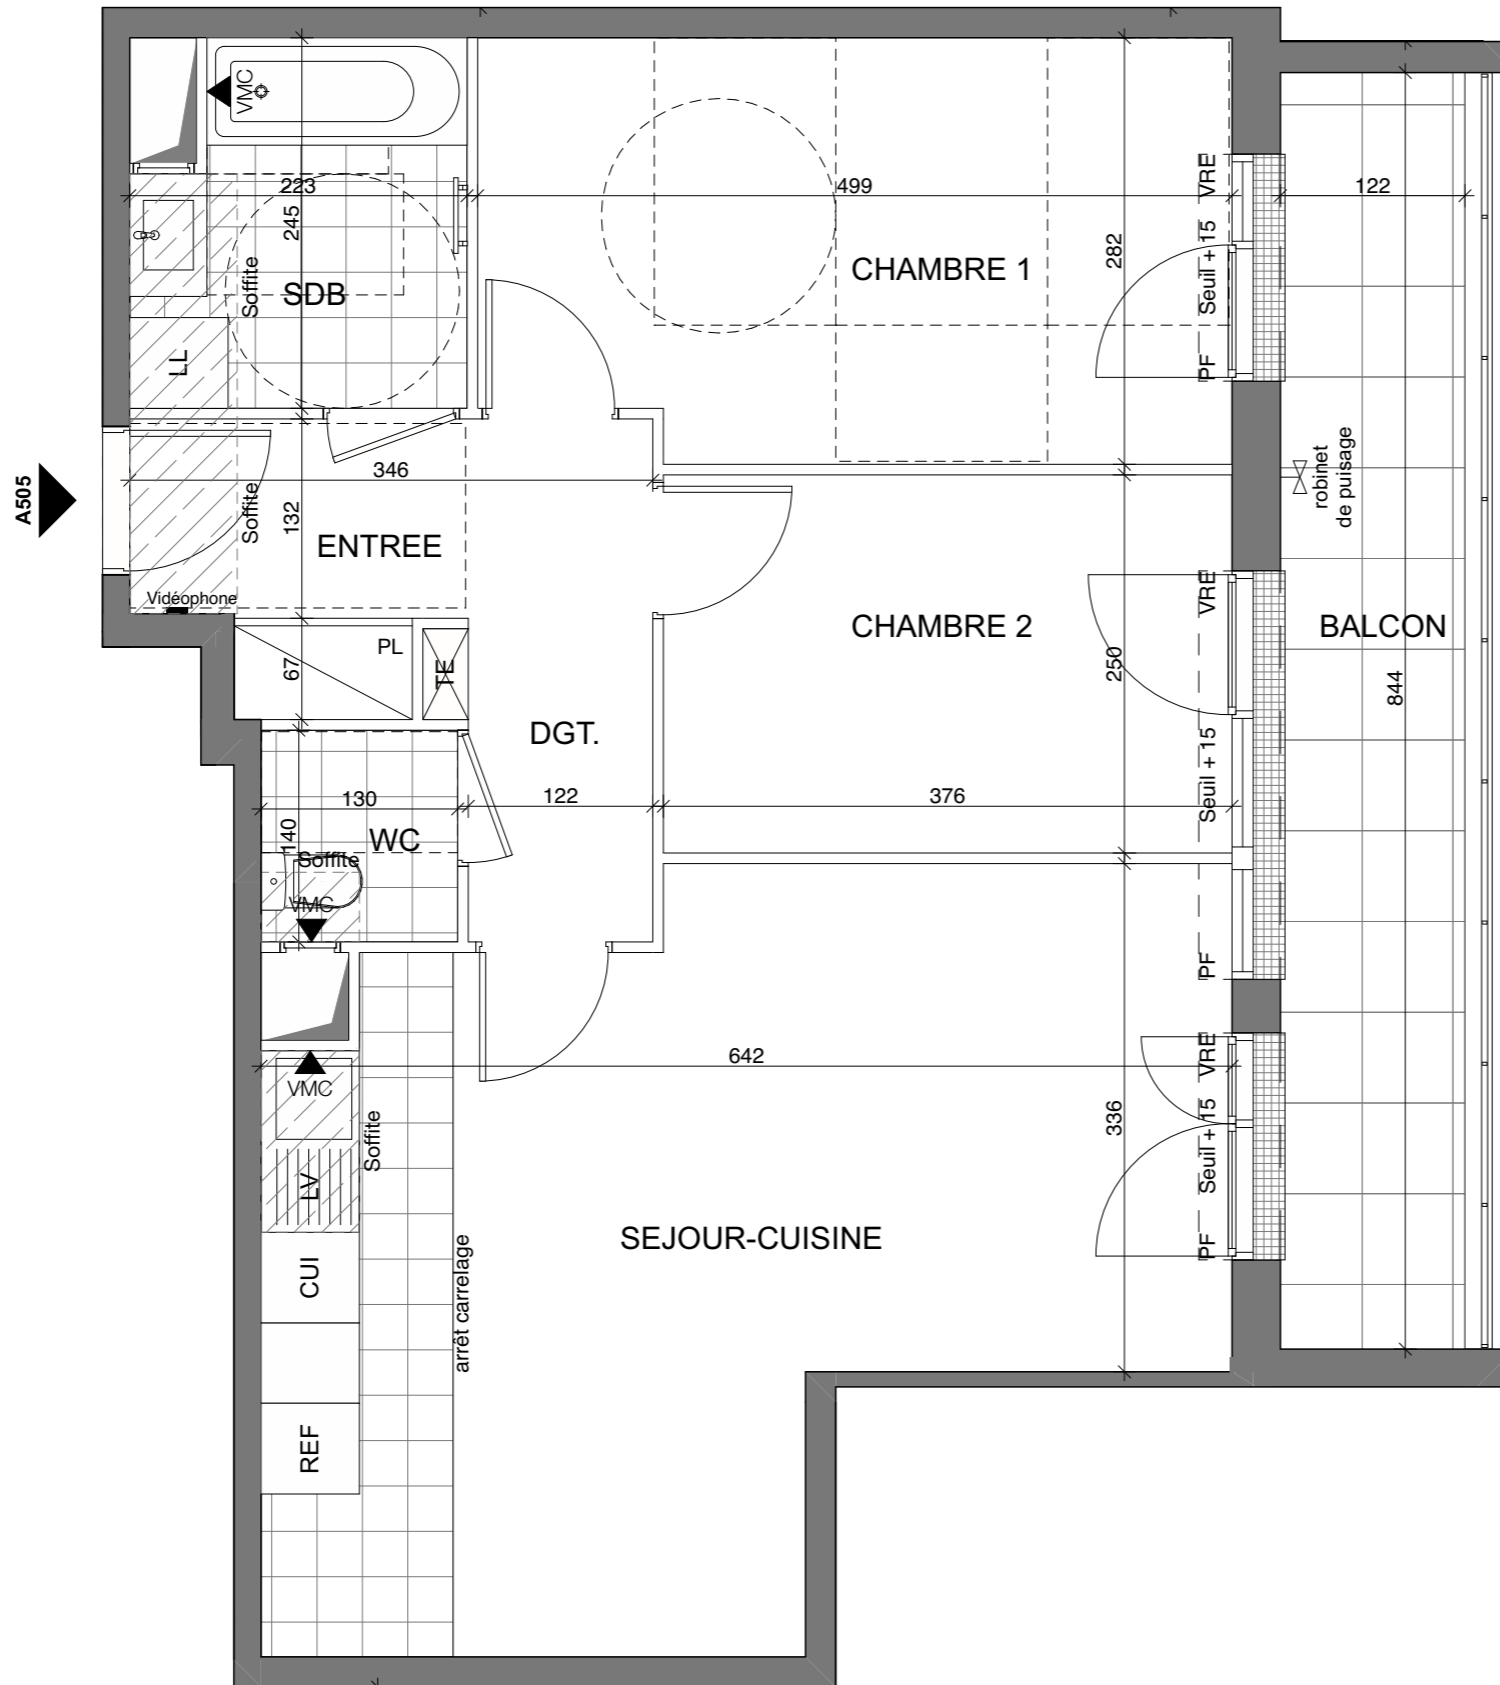 VMC
223
499
VRE
122
245
Seuil + 15
282
CHAMBRE 1
Soffite
SDB
LL
PF
A505
346
robinet
de puisage
Soffite
132
ENTREE
Vidéophone
VRE
CHAMBRE 2
BALCON
PL
67
TE
250
844
DGT.
Seuil + 15
130
122
376
140
WC
Soffite
VMC
PF
642
VRE
VMC
336
Soffite
Seuil + 15
LV
SEJOUR-CUISINE
PF
CUI
arrêt carrelage
REF